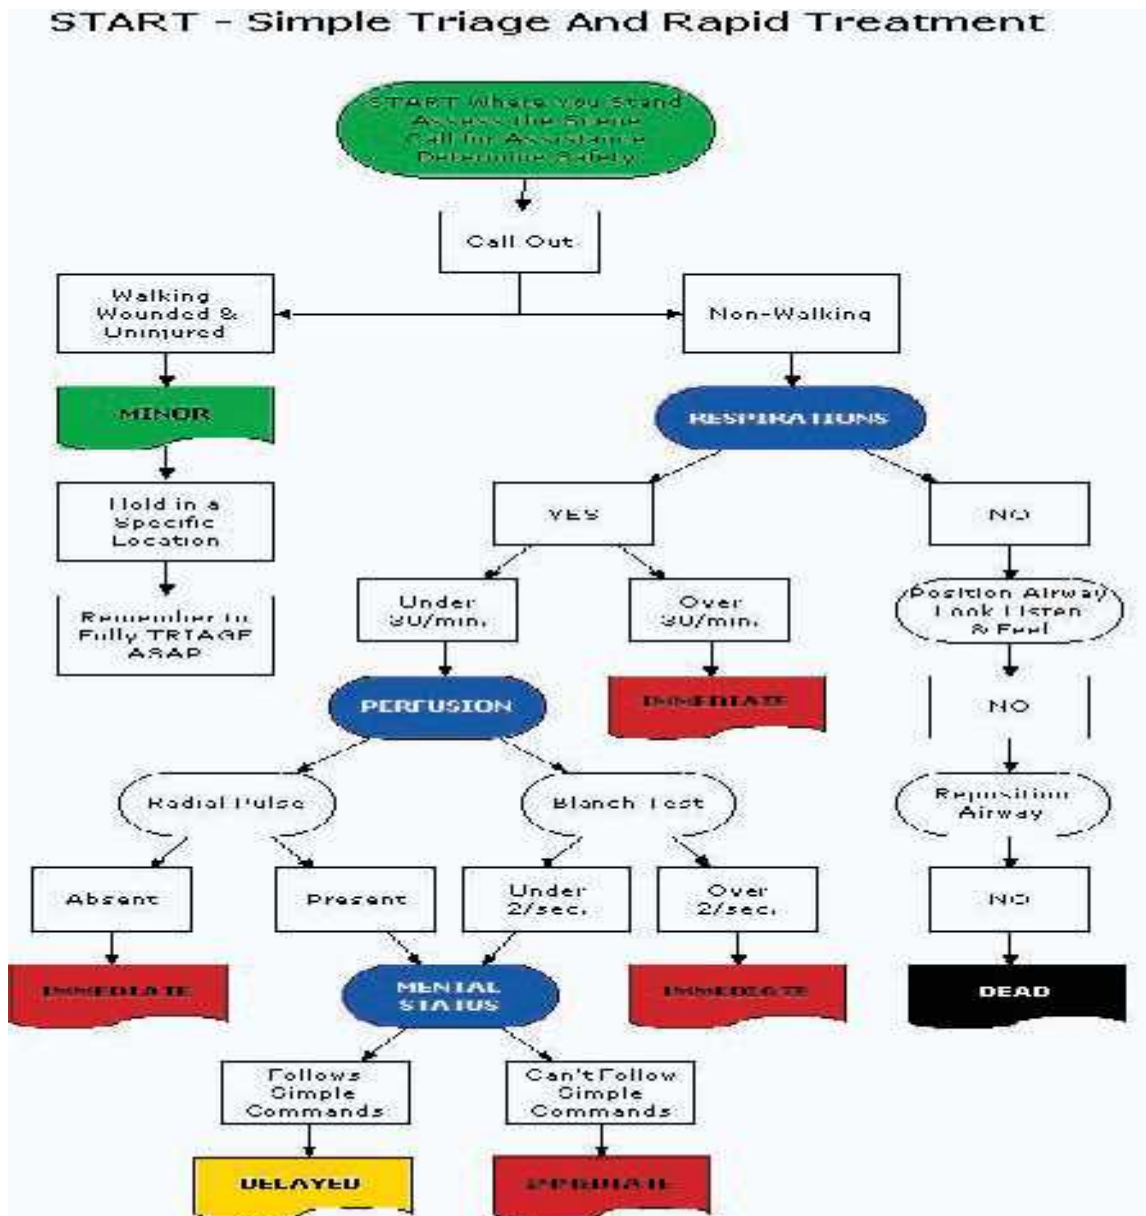 START - Simple Triage And Rapid Treatment
START Where You Stand
Assess the Scene
Call for Assistance
Determine Safety
Call Out
Walking
Wounded &
Uninjured
Non-Walking
MINOR
RESPIRATIONS
Hold in a
Specific
Location
YES
NO
Remember to
Fully TRIAGE
ASAP
Under
30/min.
Over
30/min.
Position Airway
Look Listen
& Feel
PERFUSION
IMMEDIATE
NO
Radial Pulse
Blanch Test
Reposition
Airway
Absent
Present
Under
2/sec.
Over
2/sec.
NO
IMMEDIATE
MENTAL
STATUS
IMMEDIATE
DEAD
Follows
Simple
Commands
Can't Follow
Simple
Commands
DELAYED
IMMEDIATE